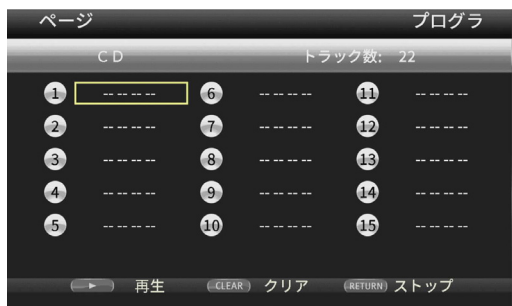 ページ プログラ
CD トラック数: 22
1 -- -- -- -- 6 -- -- -- -- 11 -- -- -- --
2 -- -- -- -- 7 -- -- -- -- 12 -- -- -- --
3 -- -- -- -- 8 -- -- -- -- 13 -- -- -- --
4 -- -- -- -- 9 -- -- -- -- 14 -- -- -- --
5 -- -- -- -- 10 -- -- -- -- 15 -- -- -- --
再生 CLEAR クリア RETURN ストップ